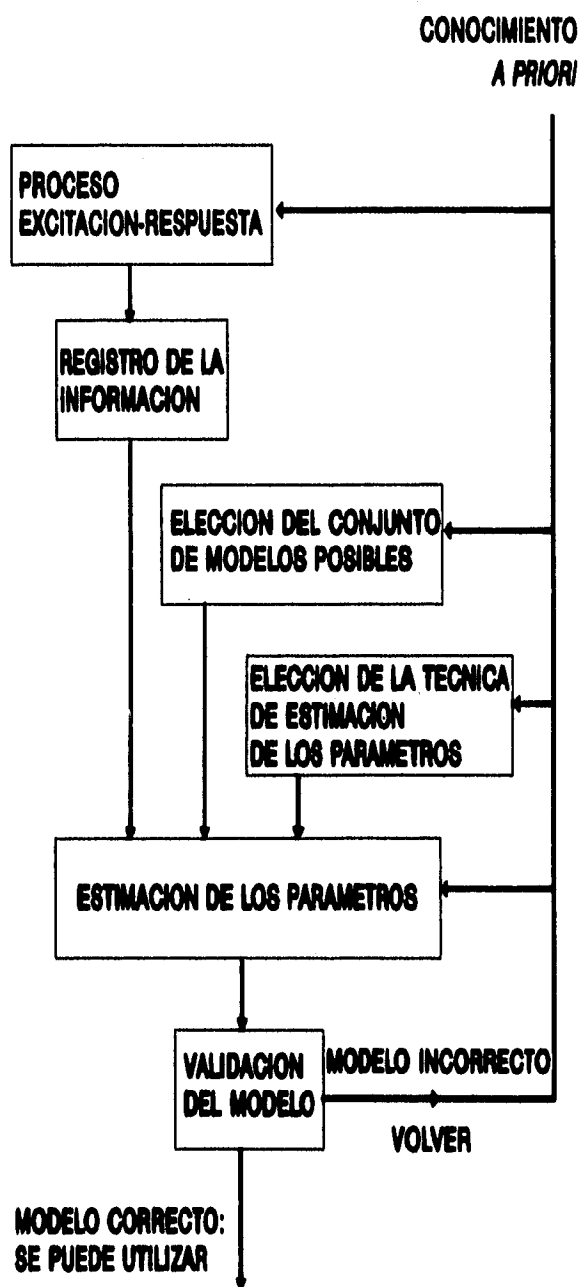 CONOCIMIENTO
A PRIORI
PROCESO
EXCITACION-RESPUESTA
REGISTRO DE LA
INFORMACION
ELECCION DEL CONJUNTO
DE MODELOS POSIBLES
ELECCION DE LA TECNICA
DE ESTIMACION
DE LOS PARAMETROS
ESTIMACION DE LOS PARAMETROS
VALIDACION
DEL MODELO
MODELO INCORRECTO
VOLVER
MODELO CORRECTO:
SE PUEDE UTILIZAR